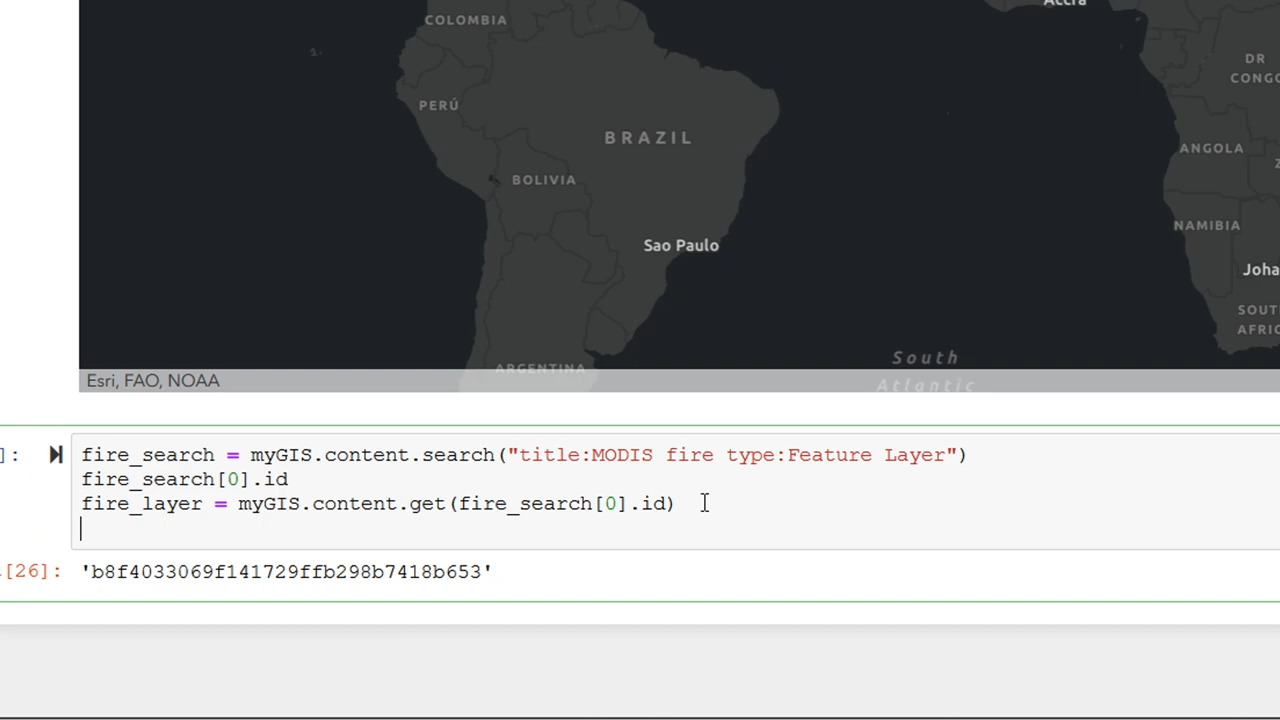 Accra
COLOMBIA
DR
CONGO
PERÚ
BRAZIL
ANGOLA
BOLIVIA
NAMIBIA
Sao Paulo
Joha
SOUT
AFRIC
South
ARGENTINA
Esri, FAO, NOAA
Atlantic
]:
fire_search = myGIS.content.search("title:MODIS fire type:Feature Layer")
fire_search[0].id
fire_layer = myGIS.content.get(fire_search[0].id)
[26]: 'b8f4033069f141729ffb298b7418b653'